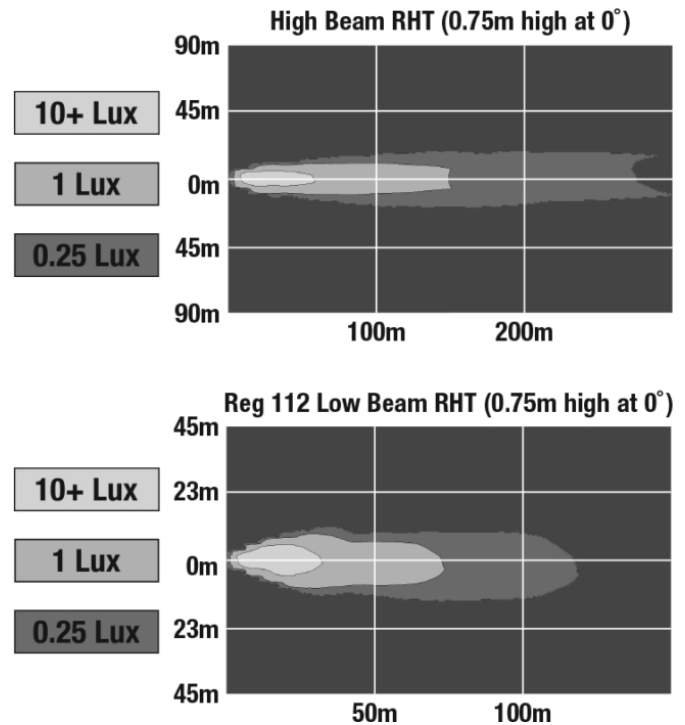 High Beam RHT (0.75m high at 0˚)
90m
10+ Lux
45m
1 Lux
0m
0.25 Lux
45m
90m
100m 200m
Reg 112 Low Beam RHT (0.75m high at 0˚)
45m
10+ Lux
23m
1 Lux
0m
0.25 Lux
23m
45m
50m 100m